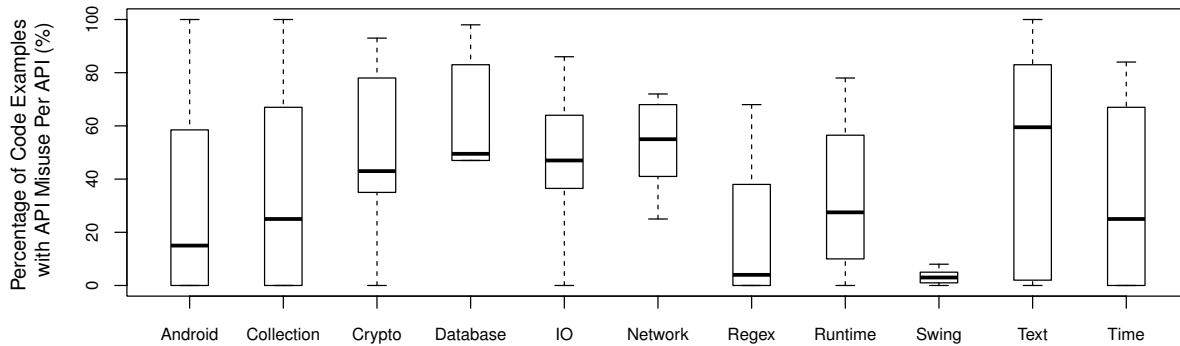 Percentage of Code Examples
with API Misuse Per API (%)
100
80
60
40
20
0
Android Collection Crypto Database IO Network Regex Runtime Swing Text Time